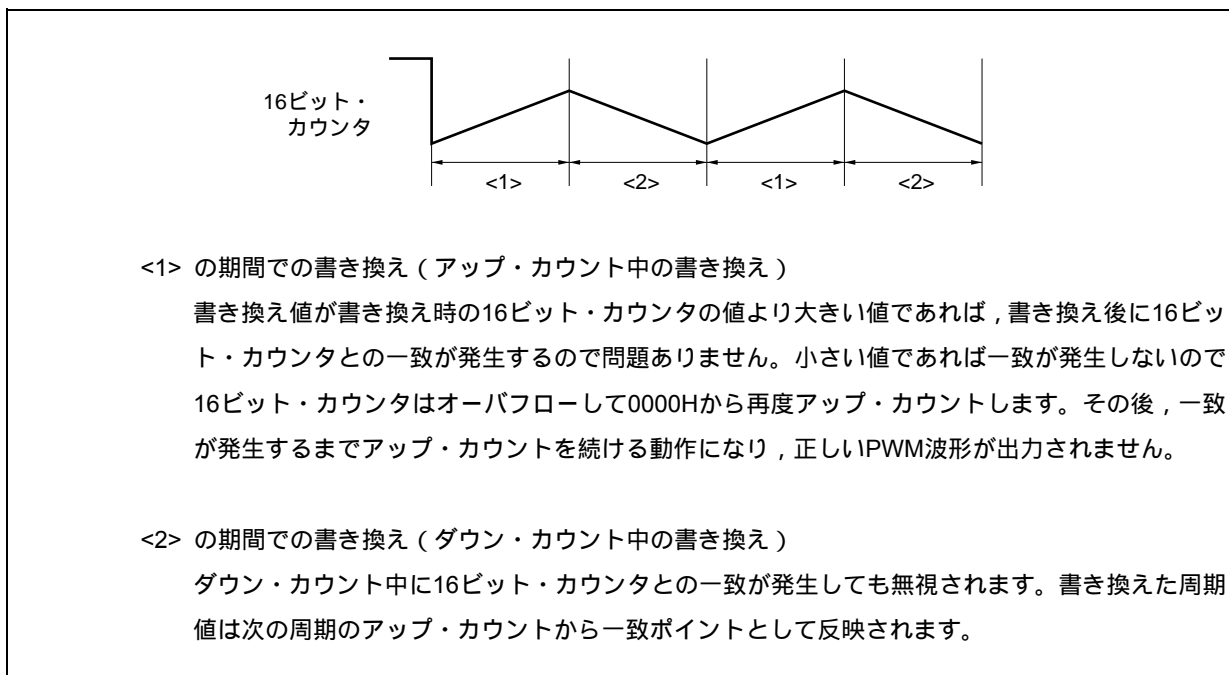 16ビット・
カウンタ
<1> <2> <1> <2>
<1> の期間での書き換え（アップ・カウント中の書き換え）
書き換え値が書き換え時の16ビット・カウンタの値より大きい値であれば，書き換え後に16ビッ
ト・カウンタとの一致が発生するので問題ありません。小さい値であれば一致が発生しないので
16ビット・カウンタはオーバフローして0000Hから再度アップ・カウントします。その後，一致
が発生するまでアップ・カウントを続ける動作になり，正しいPWM波形が出力されません。
<2> の期間での書き換え（ダウン・カウント中の書き換え）
ダウン・カウント中に16ビット・カウンタとの一致が発生しても無視されます。書き換えた周期
値は次の周期のアップ・カウントから一致ポイントとして反映されます。